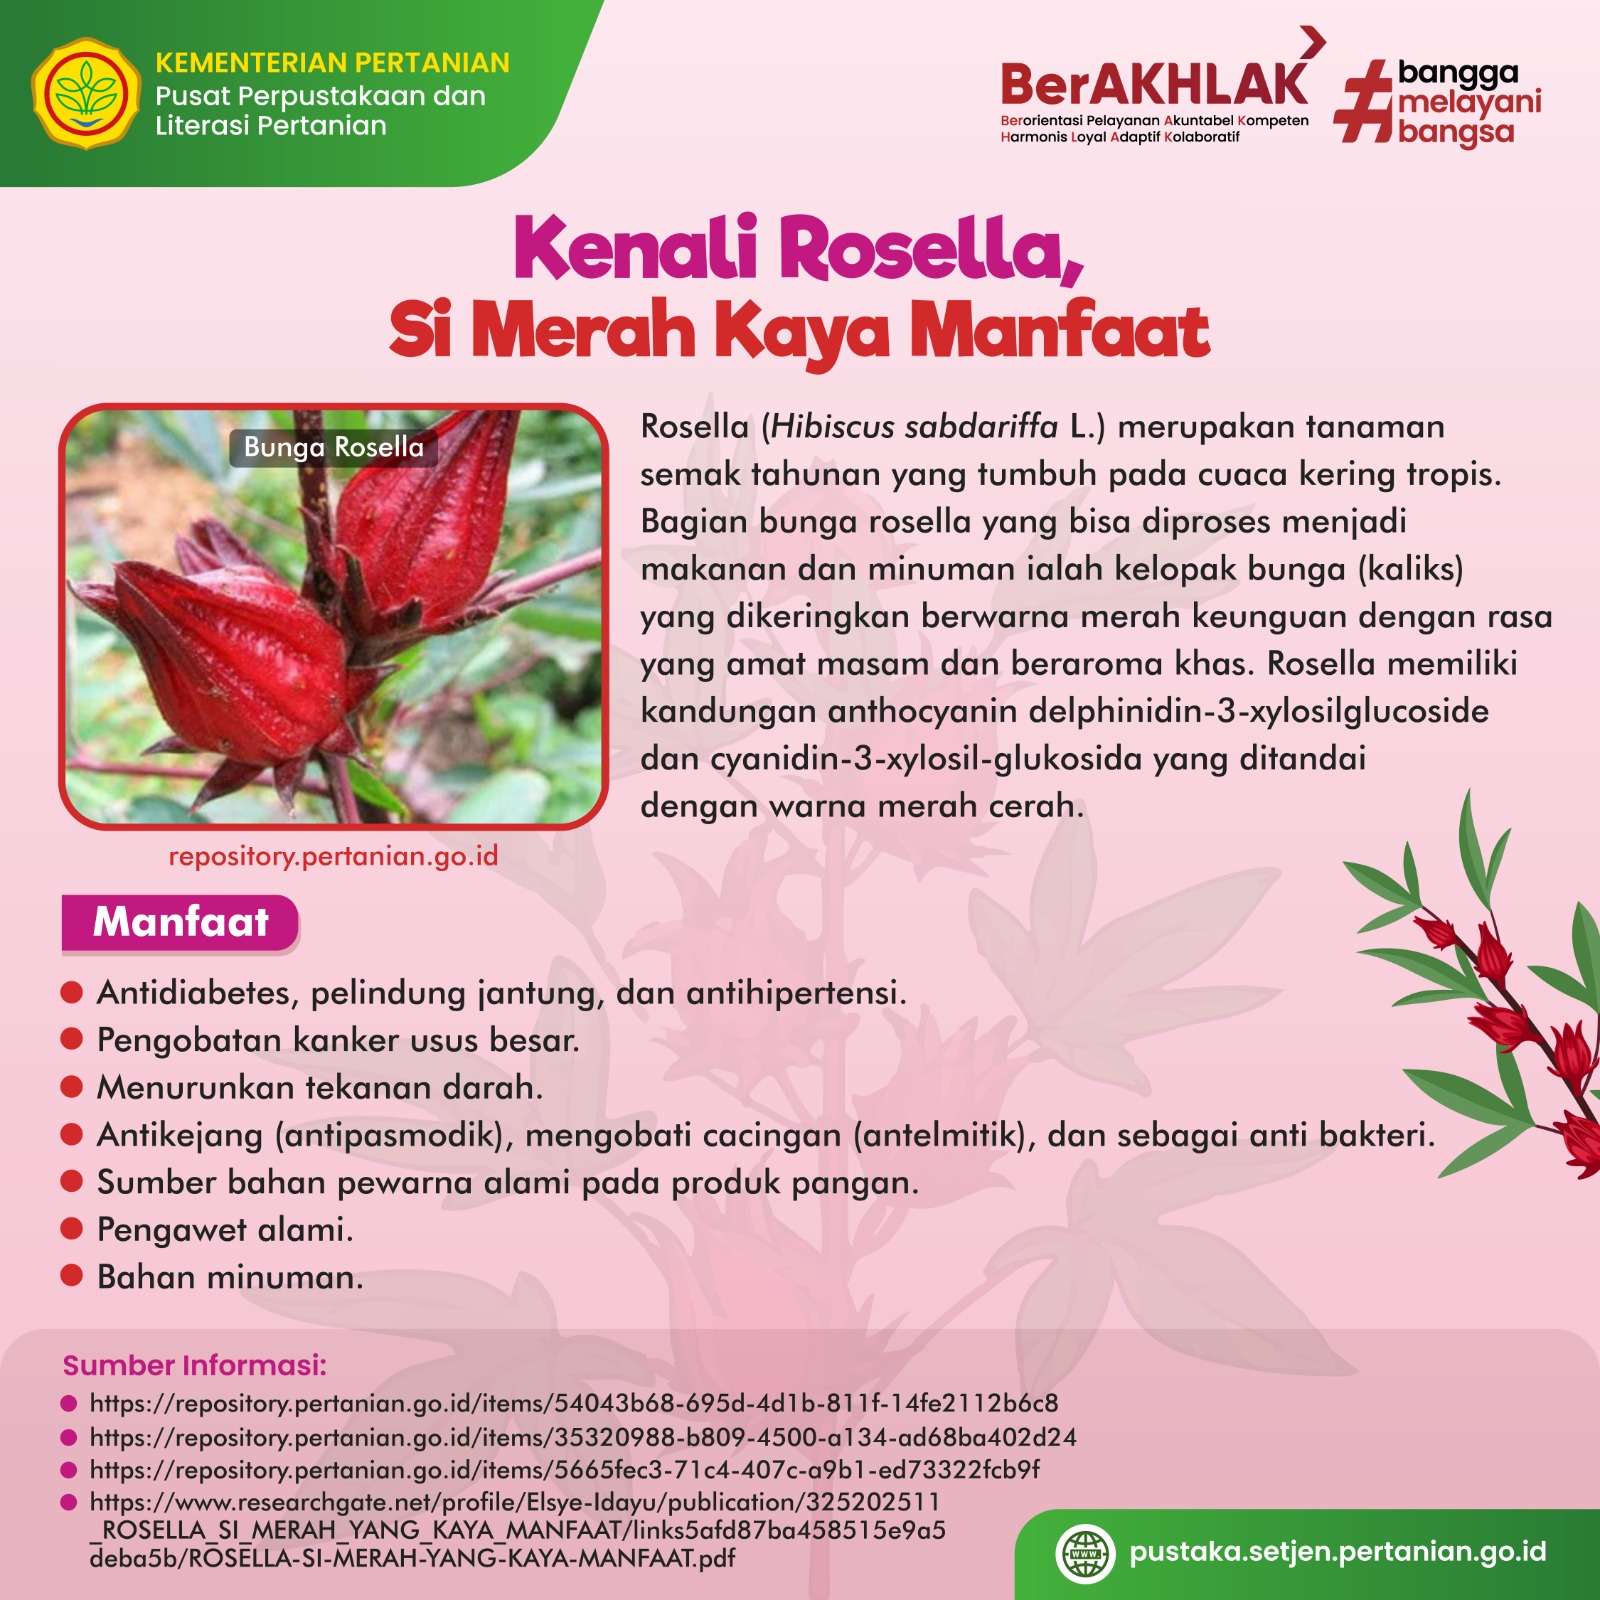 KEMENTERIAN PERTANIAN
Pusat Perpustakaan dan
Literasi Pertanian
BerAKHLAK
Berorientasi Pelayanan Akuntabel Kompeten
Harmonis Loyal Adaptif Kolaboratif
#bangga
melayani
bangsa
Kenali Rosella,
Si Merah Kaya Manfaat
Bunga Rosella
repository.pertanian.go.id
Rosella (Hibiscus sabdariffa L.) merupakan tanaman
semak tahunan yang tumbuh pada cuaca kering tropis.
Bagian bunga rosella yang bisa diproses menjadi
makanan dan minuman ialah kelopak bunga (kaliks)
yang dikeringkan berwarna merah keunguan dengan rasa
yang amat masam dan beraroma khas. Rosella memiliki
kandungan anthocyanin delphinidin-3-xylosilglucoside
dan cyanidin-3-xylosil-glukosida yang ditandai
dengan warna merah cerah.
Manfaat
Antidiabetes, pelindung jantung, dan antihipertensi.
Pengobatan kanker usus besar.
Menurunkan tekanan darah.
Antikejang (antipasmodik), mengobati cacingan (antelmitik), dan sebagai anti bakteri.
Sumber bahan pewarna alami pada produk pangan.
Pengawet alami.
Bahan minuman.
Sumber Informasi:
https://repository.pertanian.go.id/items/54043b68-695d-4d1b-811f-14fe2112b6c8
https://repository.pertanian.go.id/items/35320988-b809-4500-a134-ad68ba402d24
https://repository.pertanian.go.id/items/5665fec3-71c4-407c-a9b1-ed73322fcb9f
https://www.researchgate.net/profile/Elsye-Idayu/publication/325202511
_ROSELLA_SI_MERAH_YANG_KAYA_MANFAAT/links5afd87ba458515e9a5
deba5b/ROSELLA-SI-MERAH-YANG-KAYA-MANFAAT.pdf
www.
pustaka.setjen.pertanian.go.id